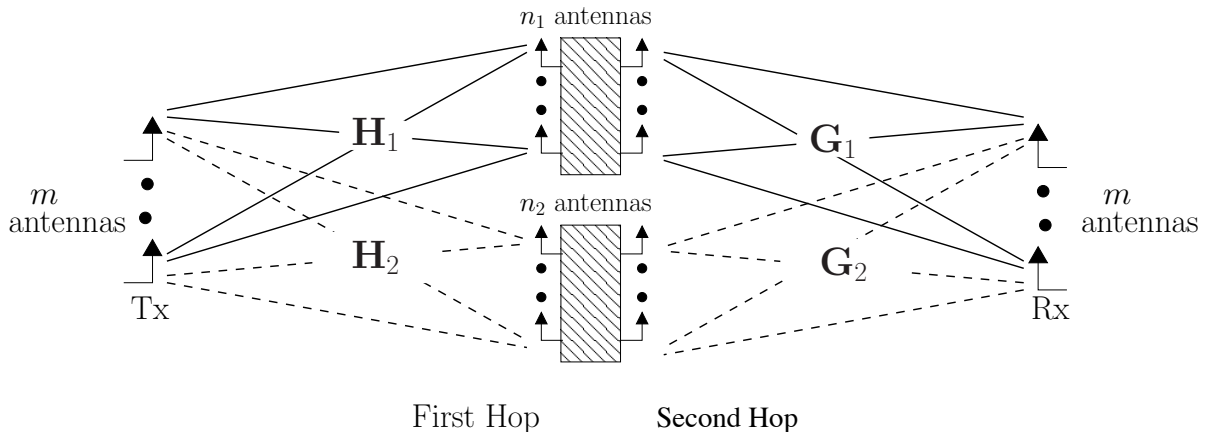 n₁ antennas
H₁
G₁
m
antennas
m
antennas
n₂ antennas
H₂
G₂
Tx
Rx
First Hop
Second Hop